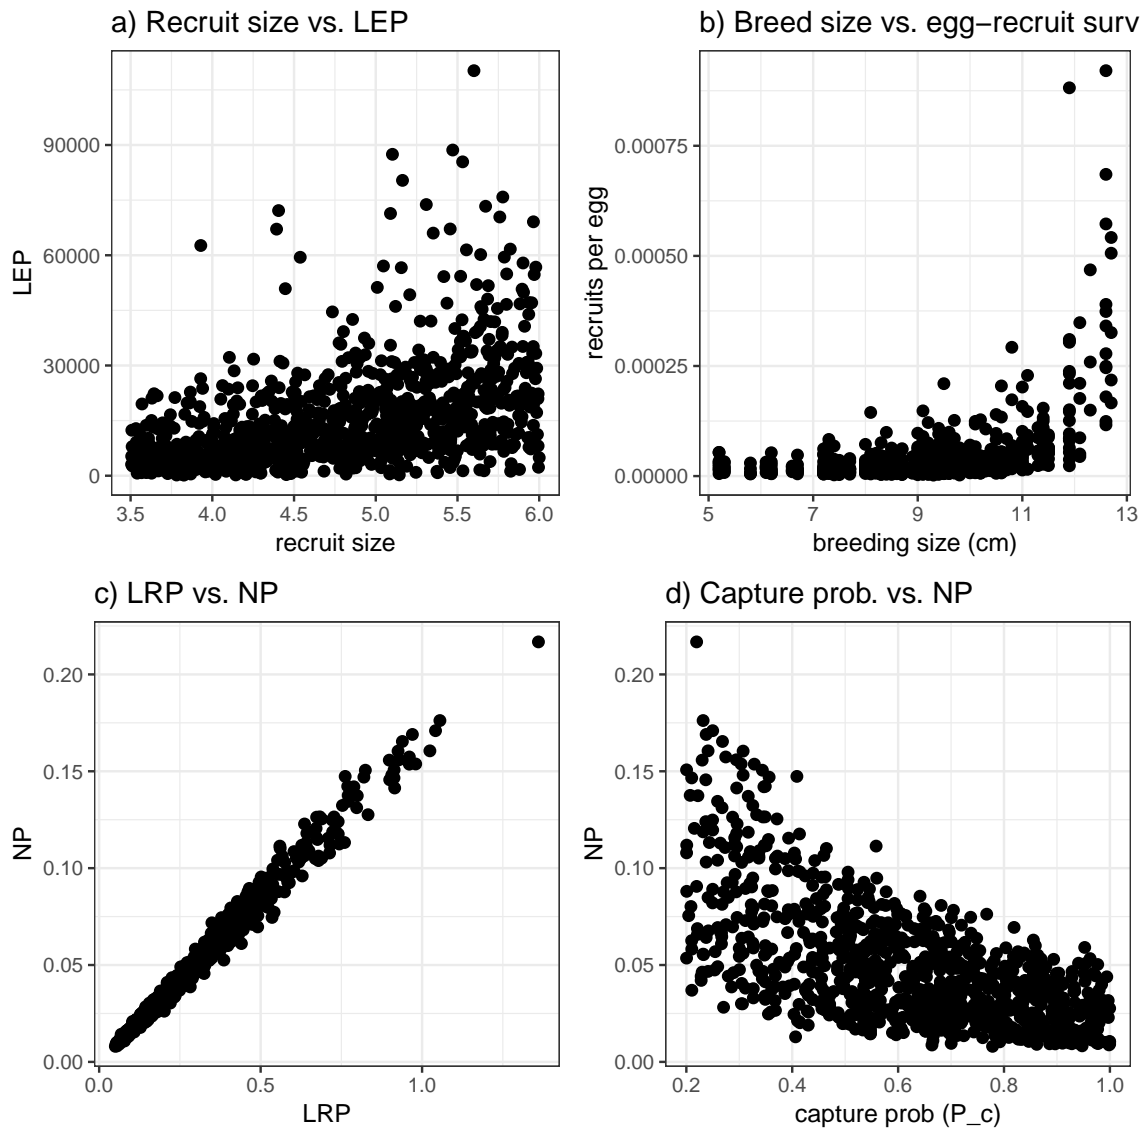 a) Recruit size vs. LEP
LEP
90000
60000
30000
0
3.5 4.0 4.5 5.0 5.5 6.0
recruit size
b) Breed size vs. egg−recruit surv
recruits per egg
0.00075
0.00050
0.00025
0.00000
5 7 9 11 13
breeding size (cm)
c) LRP vs. NP
NP
0.20
0.15
0.10
0.05
0.00
0.0 0.5 1.0
LRP
d) Capture prob. vs. NP
NP
0.20
0.15
0.10
0.05
0.00
0.2 0.4 0.6 0.8 1.0
capture prob (P_c)